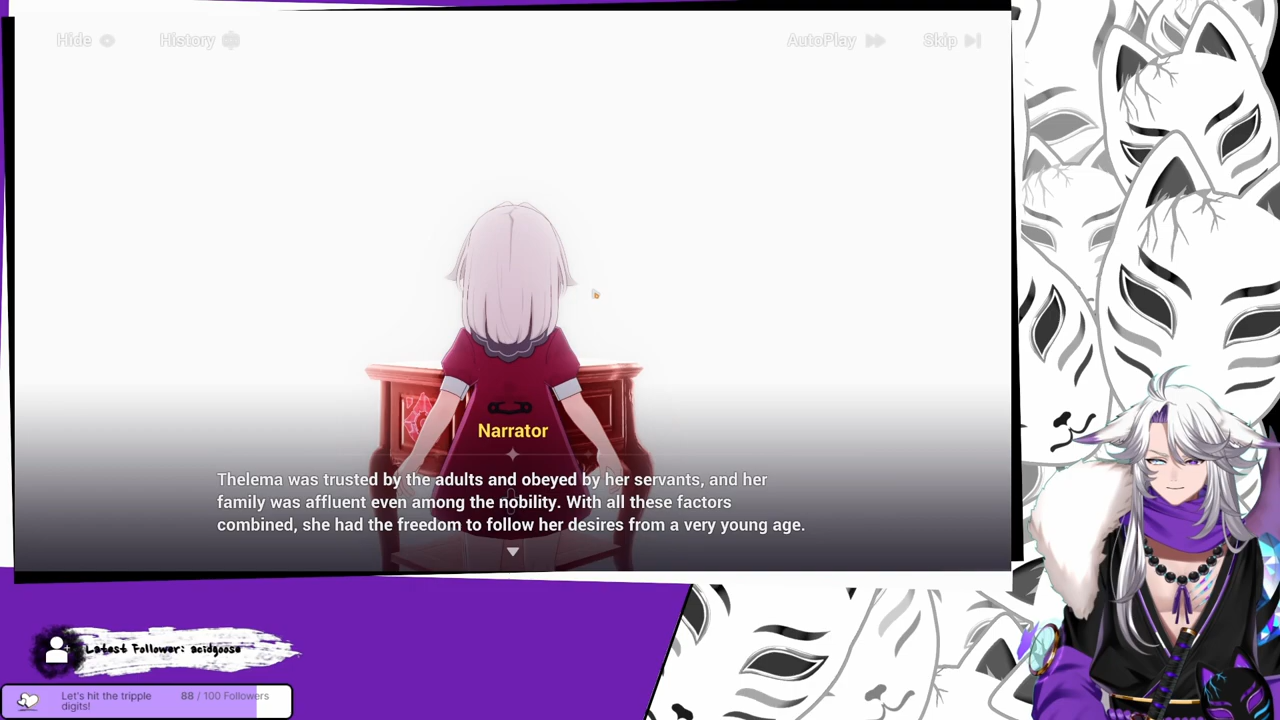 Hide
History
AutoPlay
Skip
Narrator
Thelema was trusted by the adults and obeyed by her servants, and her
family was affluent even among the nobility. With all these factors
combined, she had the freedom to follow her desires from a very young age.
Latest Follower: acidgoose
Let's hit the tripple
digits!
88 / 100 Followers